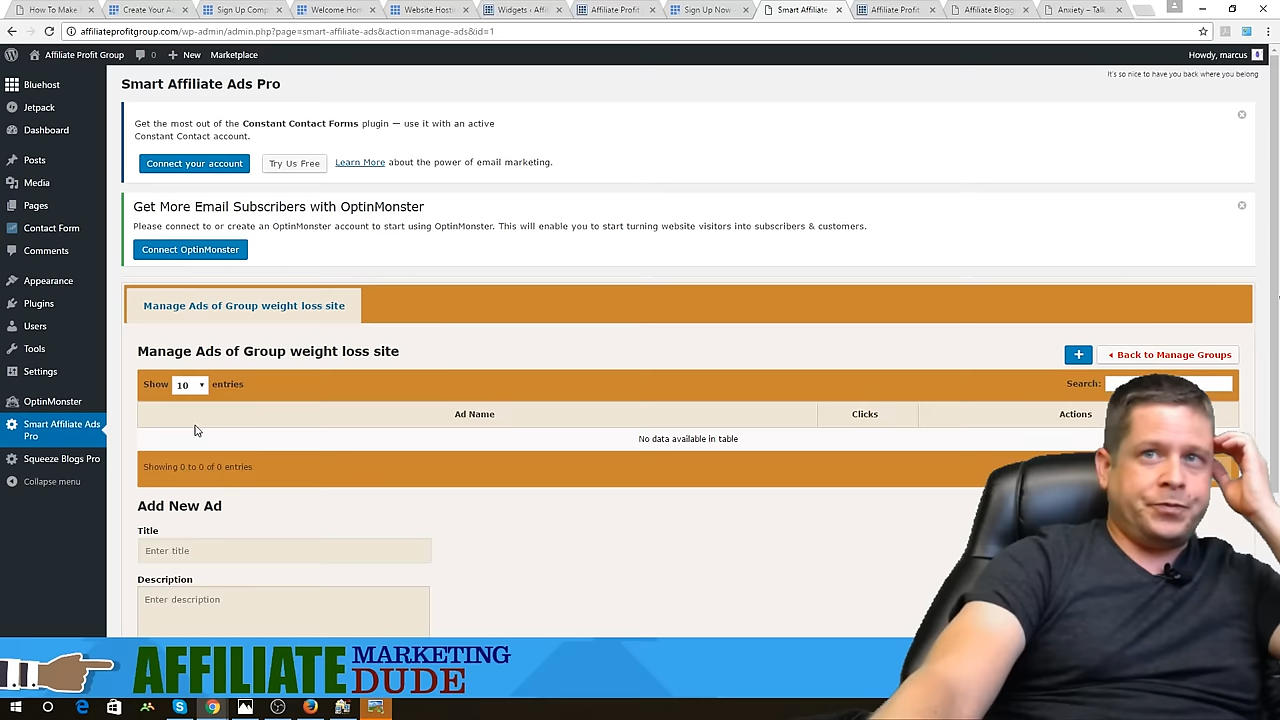 How To Make
Create Your A
Sign Up Comp
Welcome Hom
Website Hosti
Widgets ‹ Affil
Affiliate Profit
Sign Up Now
Smart Affiliate
Affiliate Profit
Affiliate Blogg
Anxiety – Talk
affiliateprofitgroup.com/wp-admin/admin.php?page=smart-affiliate-ads&action=manage-ads&id=1
Affiliate Profit Group
0
New
Marketplace
Howdy, marcus
It's so nice to have you back where you belong
Bluehost
Jetpack
Dashboard
Posts
Media
Pages
Contact Form
Comments
Appearance
Plugins
Users
Tools
Settings
OptinMonster
Smart Affiliate Ads
Pro
Squeeze Blogs Pro
Collapse menu
Smart Affiliate Ads Pro
Get the most out of the Constant Contact Forms plugin — use it with an active
Constant Contact account.
Connect your account
Try Us Free
Learn More about the power of email marketing.
Get More Email Subscribers with OptinMonster
Please connect to or create an OptinMonster account to start using OptinMonster. This will enable you to start turning website visitors into subscribers & customers.
Connect OptinMonster
Manage Ads of Group weight loss site
Manage Ads of Group weight loss site
+
Back to Manage Groups
Show 10 entries
Search:
Ad Name
Clicks
Actions
No data available in table
Showing 0 to 0 of 0 entries
Add New Ad
Title
Enter title
Description
Enter description
AFFILIATE
MARKETING
DUDE